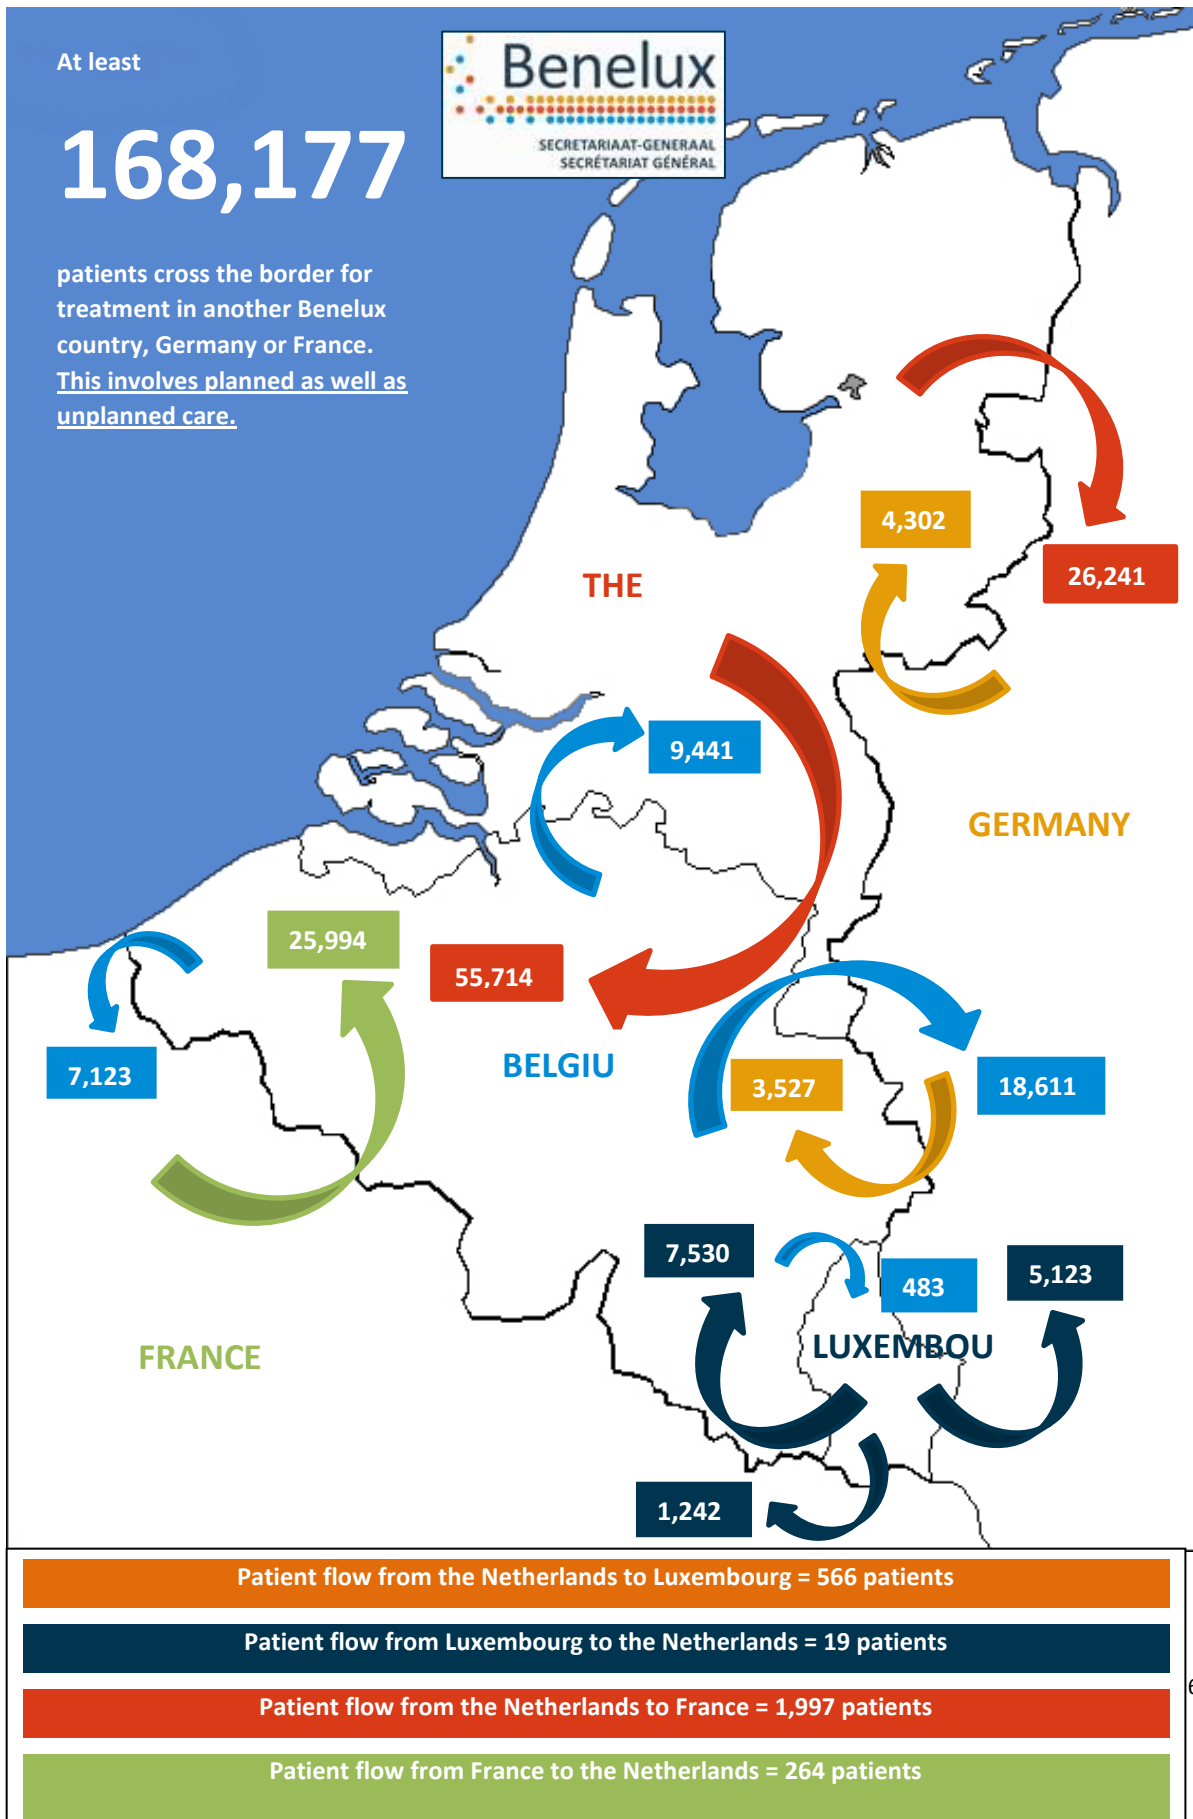 At least
168,177
patients cross the border for
treatment in another Benelux
country, Germany or France.
This involves planned as well as
unplanned care.
Benelux
SECRETARIAAT-GENERAAL
SECRÉTARIAT GÉNÉRAL
4,302
26,241
THE
9,441
GERMANY
25,994
55,714
7,123
BELGIU
3,527
18,611
7,530
483
5,123
FRANCE
LUXEMBOU
1,242
Patient flow from the Netherlands to Luxembourg = 566 patients
Patient flow from Luxembourg to the Netherlands = 19 patients
Patient flow from the Netherlands to France = 1,997 patients
6
Patient flow from France to the Netherlands = 264 patients